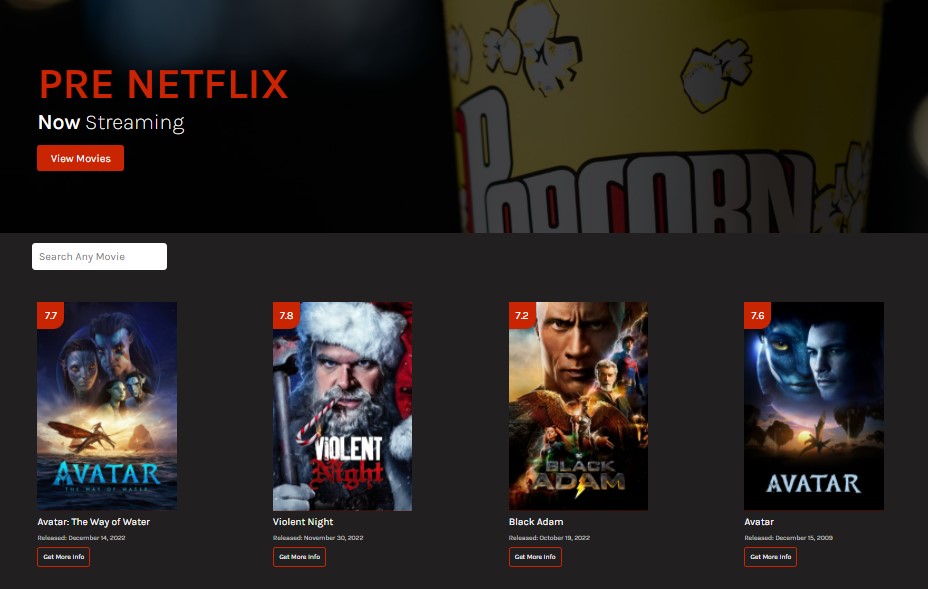 PRE NETFLIX
Now Streaming
View Movies
POPCORN
Search Any Movie
7.7
7.8
7.2
7.6
AVATAR
THE WAY OF WATER
VIOLENT
Night
DC
BLACK
ADAM
AVATAR
Avatar: The Way of Water
Violent Night
Black Adam
Avatar
Released: December 14, 2022
Released: November 30, 2022
Released: October 19, 2022
Released: December 15, 2009
Get More Info
Get More Info
Get More Info
Get More Info